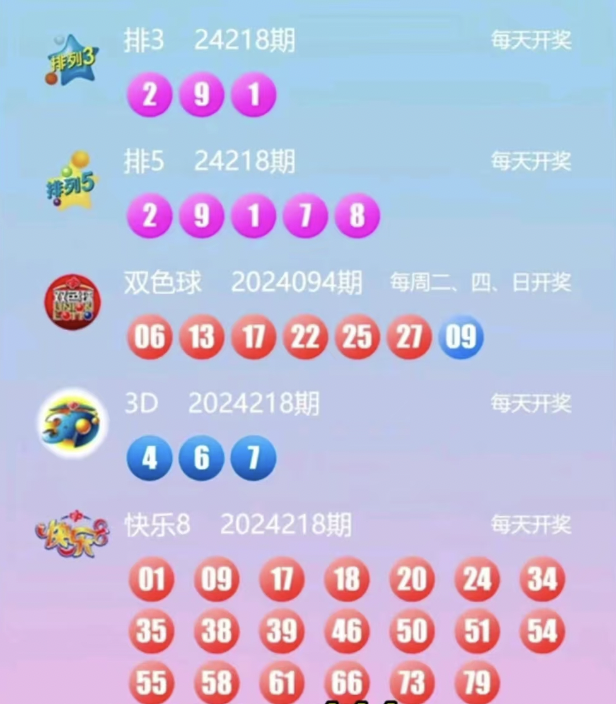 排列3
排3 24218期 每天开奖
2 9 1
排列5
排5 24218期 每天开奖
2 9 1 7 8
双色球
UNION
LOTTO
双色球 2024094期 每周二、四、日开奖
06 13 17 22 25 27 09
3D
3D 2024218期 每天开奖
4 6 7
快乐8
快乐8 2024218期 每天开奖
01 09 17 18 20 24 34
35 38 39 46 50 51 54
55 58 61 66 73 79